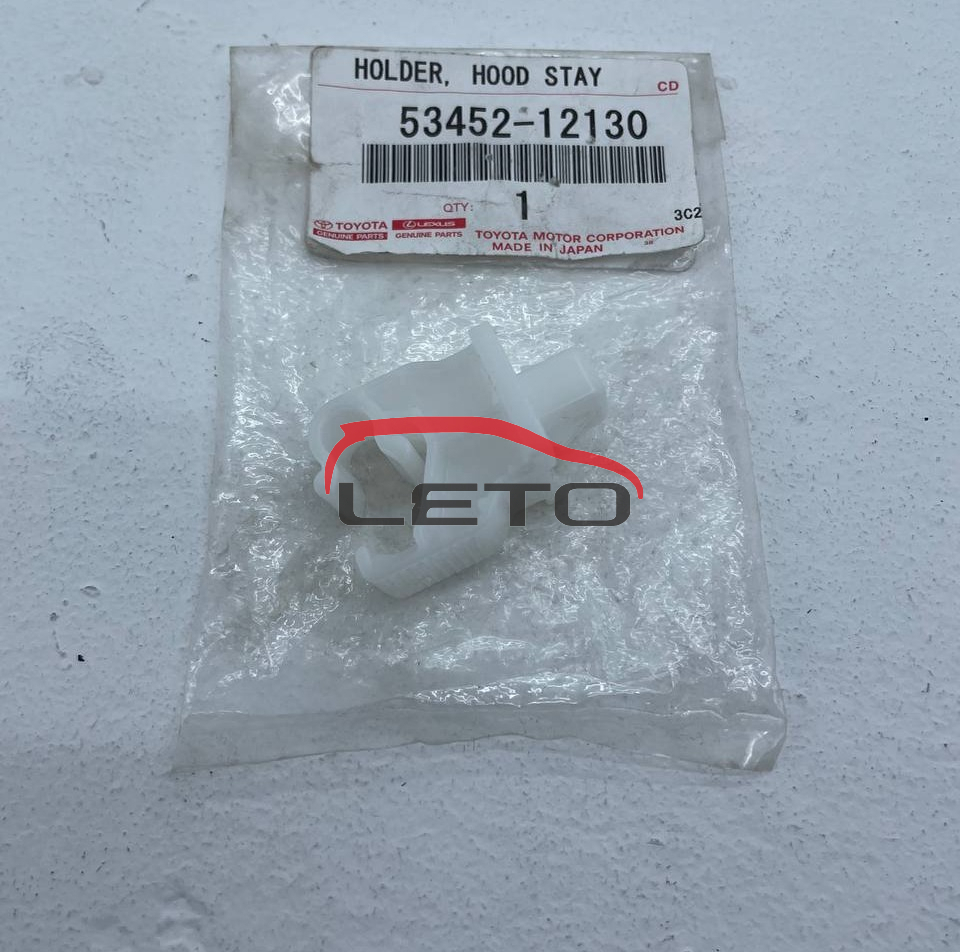 HOLDER, HOOD STAY
CD
53452-12130
QTY: 1
3C2
TOYOTA LEXUS
GENUINE PARTS GENUINE PARTS
TOYOTA MOTOR CORPORATION
MADE IN JAPAN
LETO